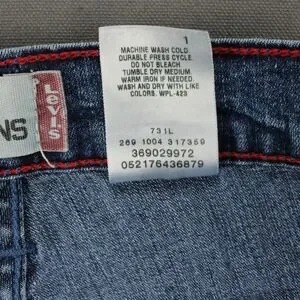 1
MACHINE WASH COLD.
DURABLE PRESS CYCLE.
DO NOT BLEACH
TUMBLE DRY MEDIUM.
WARM IRON IF NEEDED.
WASH AND DRY WITH LIKE
COLORS. WPL-423.
731L
269 1004 317359
369029972
052176436879
Levi's
NS